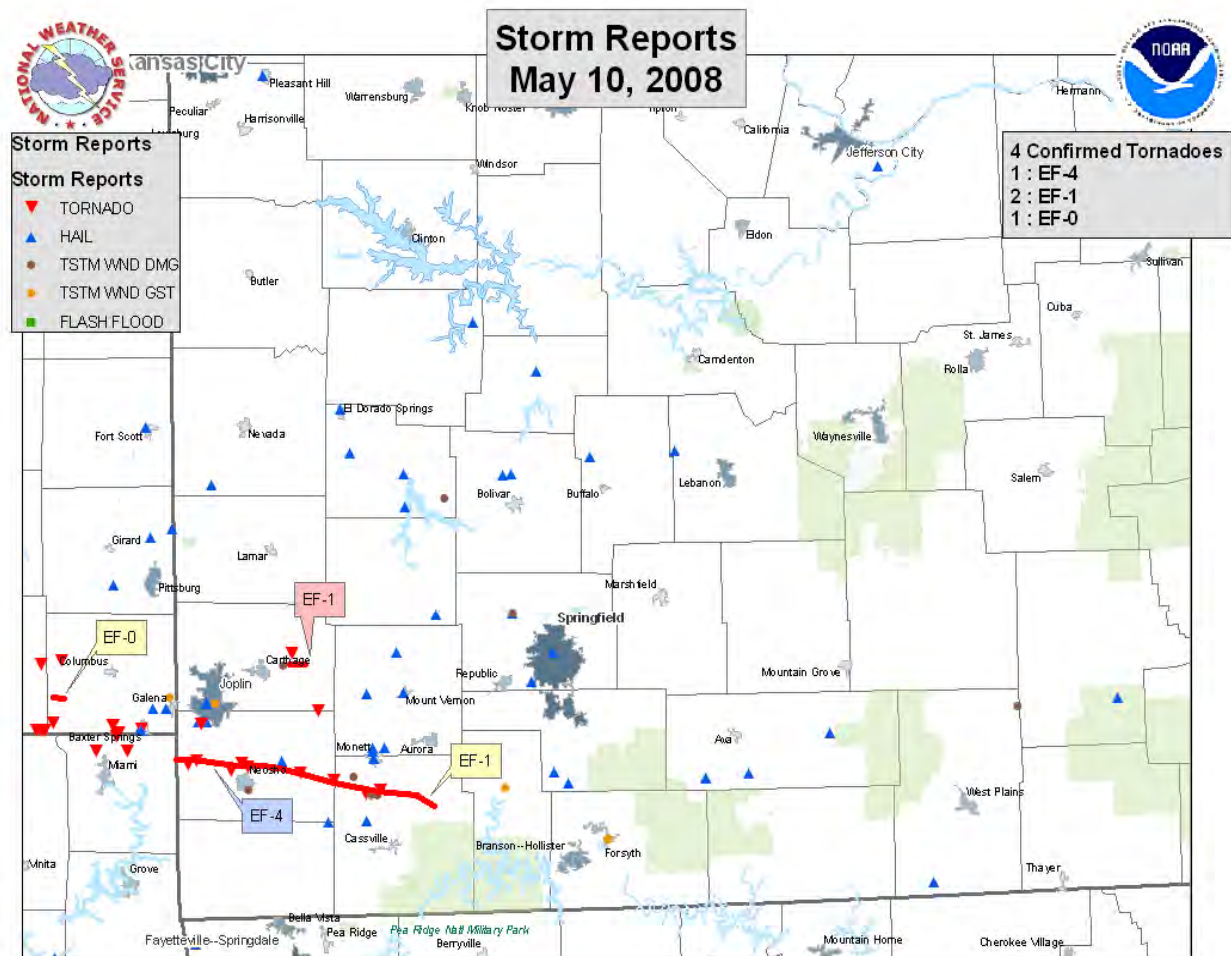 Storm Reports
May 10, 2008
NATIONAL WEATHER SERVICE
NOAA
Storm Reports
Storm Reports
TORNADO
HAIL
TSTM WND DMG
TSTM WND GST
FLASH FLOOD
4 Confirmed Tornadoes
1 : EF-4
2 : EF-1
1 : EF-0
Kansas City
Pleasant Hill
Peculiar
Harrisonville
Warrensburg
Knob Noster
California
Hermann
Jefferson City
Windsor
Clinton
Eldon
Sullivan
Butler
Cuba
St. James
Rolla
Camdenton
El Dorado Springs
Fort Scott
Nevada
Waynesville
Bolivar
Buffalo
Lebanon
Salem
Girard
Lamar
Pittsburg
Marshfield
EF-1
Springfield
EF-0
Columbus
Carthage
Joplin
Republic
Mountain Grove
Galena
Mount Vernon
Baxter Springs
Monett
Aurora
Ava
Miami
Neosho
EF-1
EF-4
West Plains
Cassville
Branson--Hollister
Forsyth
Vinita
Grove
Thayer
Bella Vista
Pea Ridge
Pea Ridge Natl Military Park
Fayetteville--Springdale
Berryville
Mountain Home
Cherokee Village